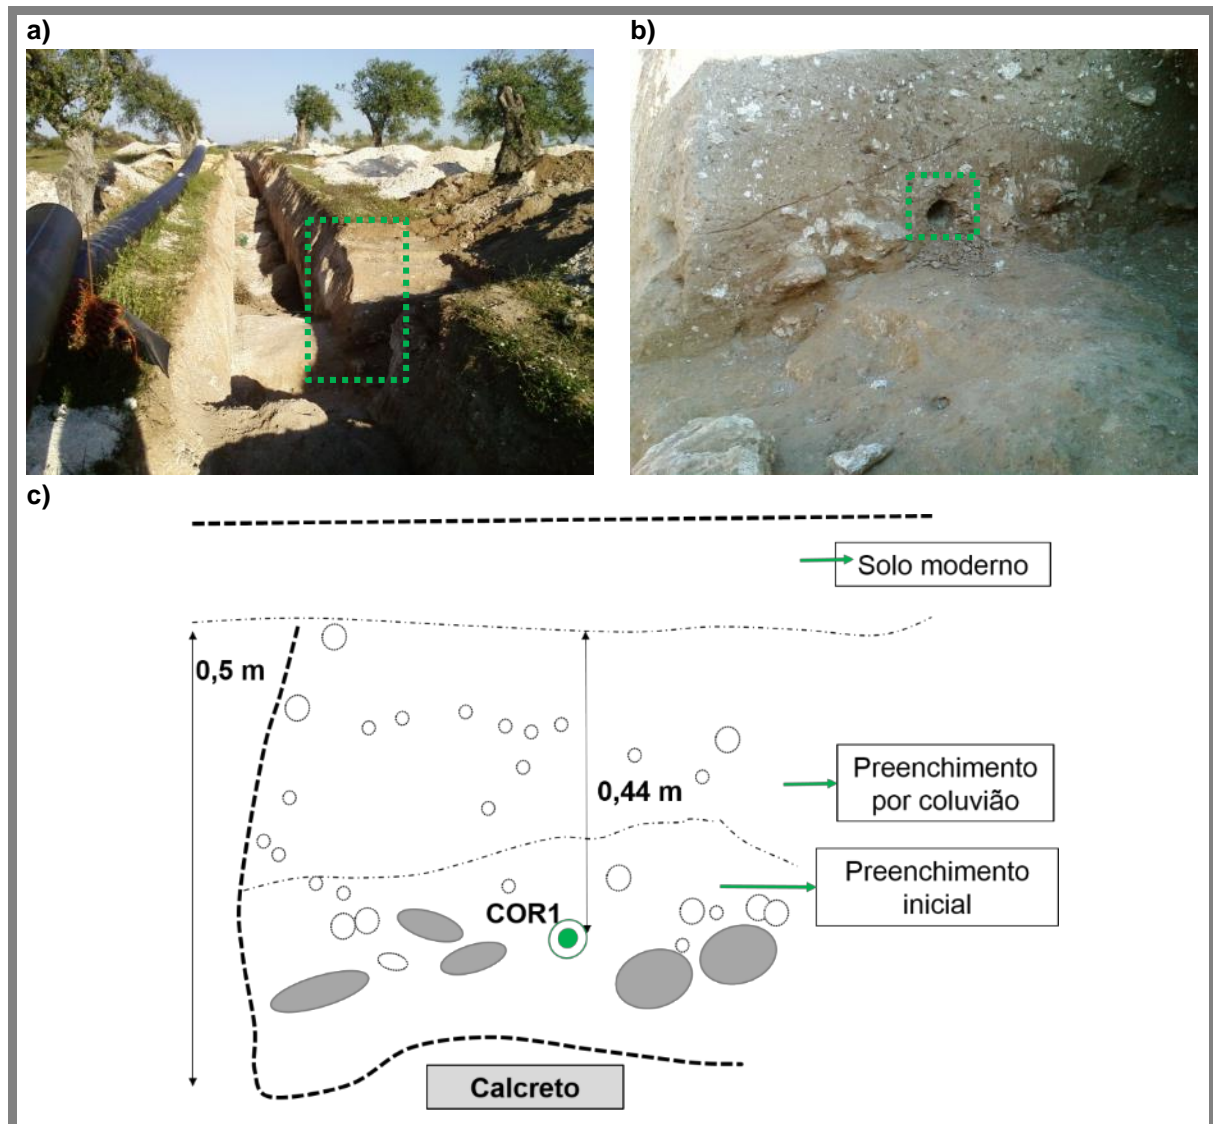 a)
b)
c)
Solo moderno
0,5 m
Preenchimento
por coluvião
0,44 m
Preenchimento
inicial
COR1
Calcreto